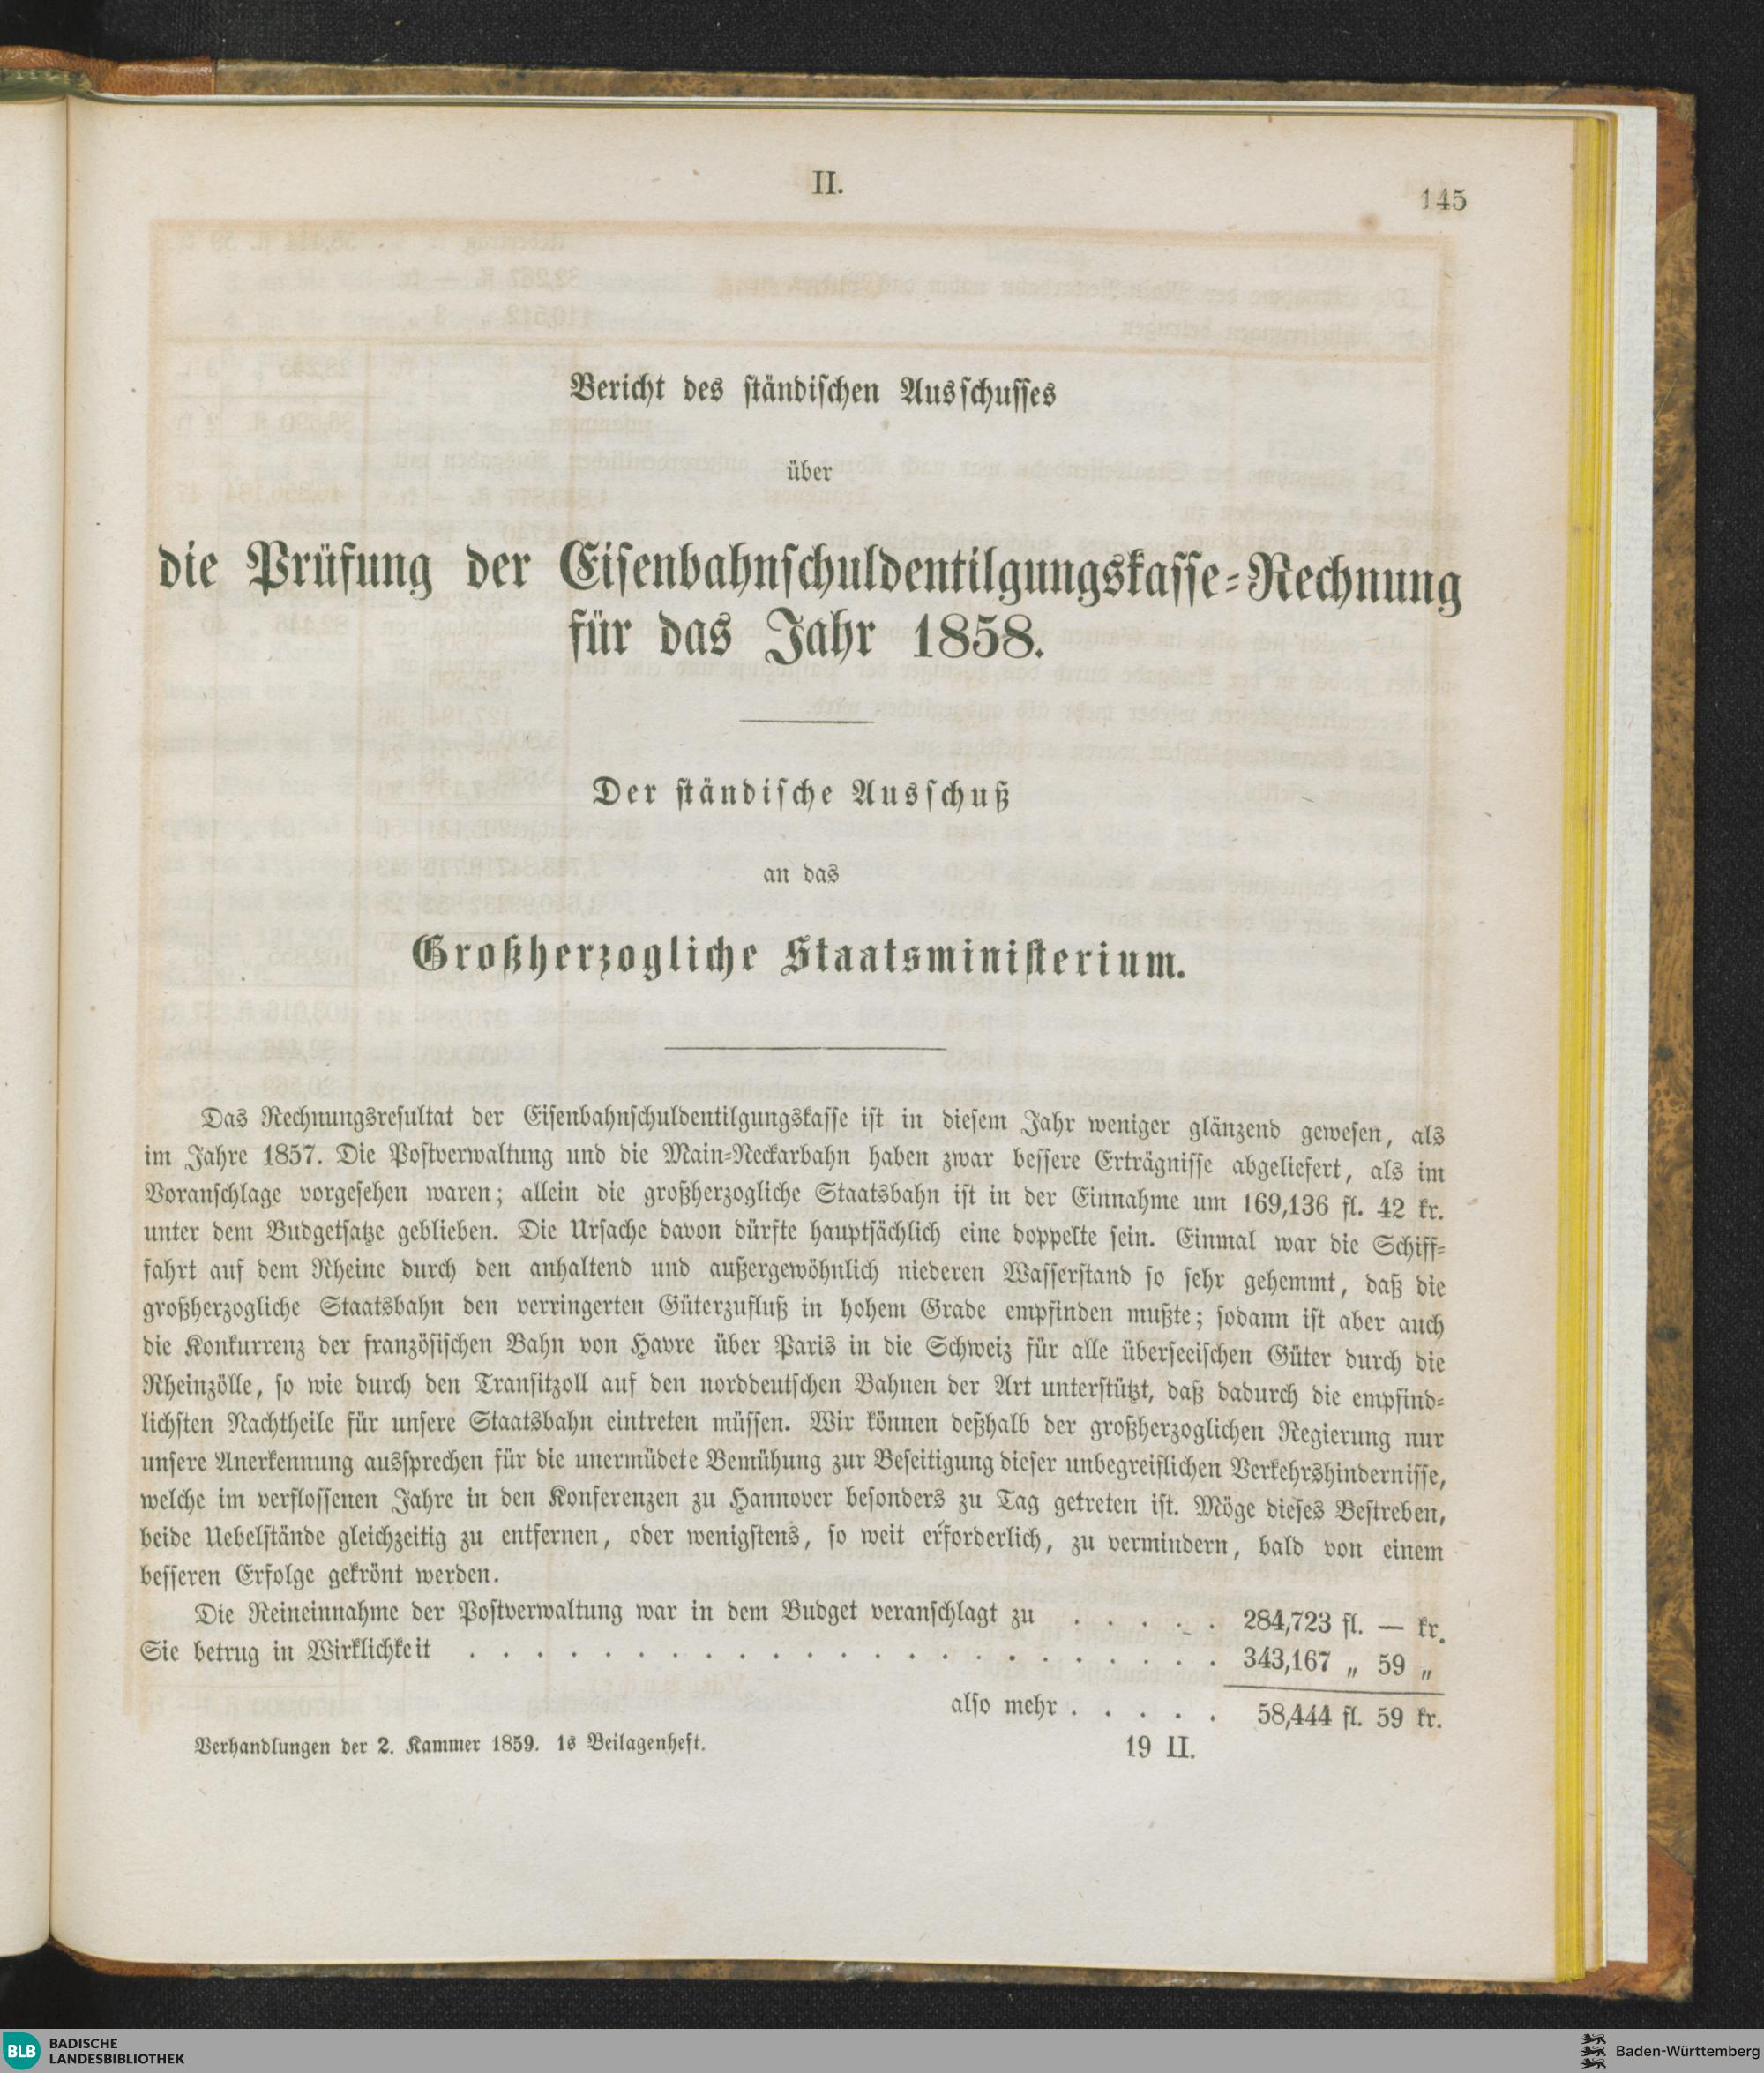 II.
145
Bericht des ständischen Ausschusses
über
die Prüfung der Eisenbahnschuldentilgungskasse-Rechnung
für das Jahr 1858.
Der ständische Ausschuß
an das
Großherzogliche Staatsministerium.
Das Rechnungsresultat der Eisenbahnschuldentilgungskasse ist in diesem Jahr weniger glänzend gewesen, als
im Jahre 1857. Die Postverwaltung und die Main-Neckarbahn haben zwar bessere Erträgnisse abgeliefert, als im
Voranschlage vorgesehen waren; allein die großherzogliche Staatsbahn ist in der Einnahme um 169,136 fl. 42 kr.
unter dem Budgetsatze geblieben. Die Ursache davon dürfte hauptsächlich eine doppelte sein. Einmal war die Schiff-
fahrt auf dem Rheine durch den anhaltend und außergewöhnlich niederen Wasserstand so sehr gehemmt, daß die
großherzogliche Staatsbahn den verringerten Güterzufluß in hohem Grade empfinden mußte; sodann ist aber auch
die Konkurrenz der französischen Bahn von Havre über Paris in die Schweiz für alle überseeischen Güter durch die
Rheinzölle, so wie durch den Transitzoll auf den norddeutschen Bahnen der Art unterstützt, daß dadurch die empfind-
lichsten Nachtheile für unsere Staatsbahn eintreten müssen. Wir können deßhalb der großherzoglichen Regierung nur
unsere Anerkennung aussprechen für die unermüdete Bemühung zur Beseitigung dieser unbegreiflichen Verkehrshindernisse,
welche im verflossenen Jahre in den Konferenzen zu Hannover besonders zu Tag getreten ist. Möge dieses Bestreben,
beide Uebelstände gleichzeitig zu entfernen, oder wenigstens, so weit erforderlich, zu vermindern, bald von einem
besseren Erfolge gekrönt werden.
Die Reineinnahme der Postverwaltung war in dem Budget veranschlagt zu . . . . . 284,723 fl. — kr.
Sie betrug in Wirklichkeit . . . . . . . . . . . . . . . . . . . . . . . 343,167 „ 59 „
also mehr . . . . . 58,444 fl. 59 kr.
Verhandlungen der 2. Kammer 1859. 1s Beilagenheft. 19 II.
BLB BADISCHE
LANDESBIBLIOTHEK
Baden-Württemberg